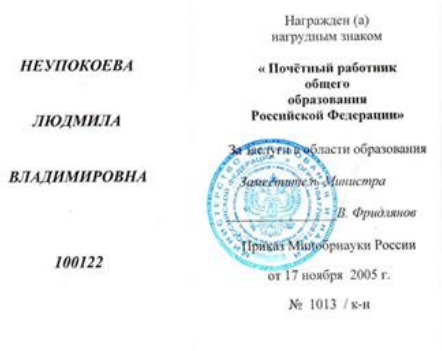 НЕУПОКОЕВА
ЛЮДМИЛА
ВЛАДИМИРОВНА
100122
Награжден (а)
нагрудным знаком
« Почётный работник
общего
образования
Российской Федерации»
За заслуги в области образования
Заместитель Министра
В. Фридлянов
Приказ Минобрнауки России
от 17 ноября 2005 г.
№ 1013 / к-н